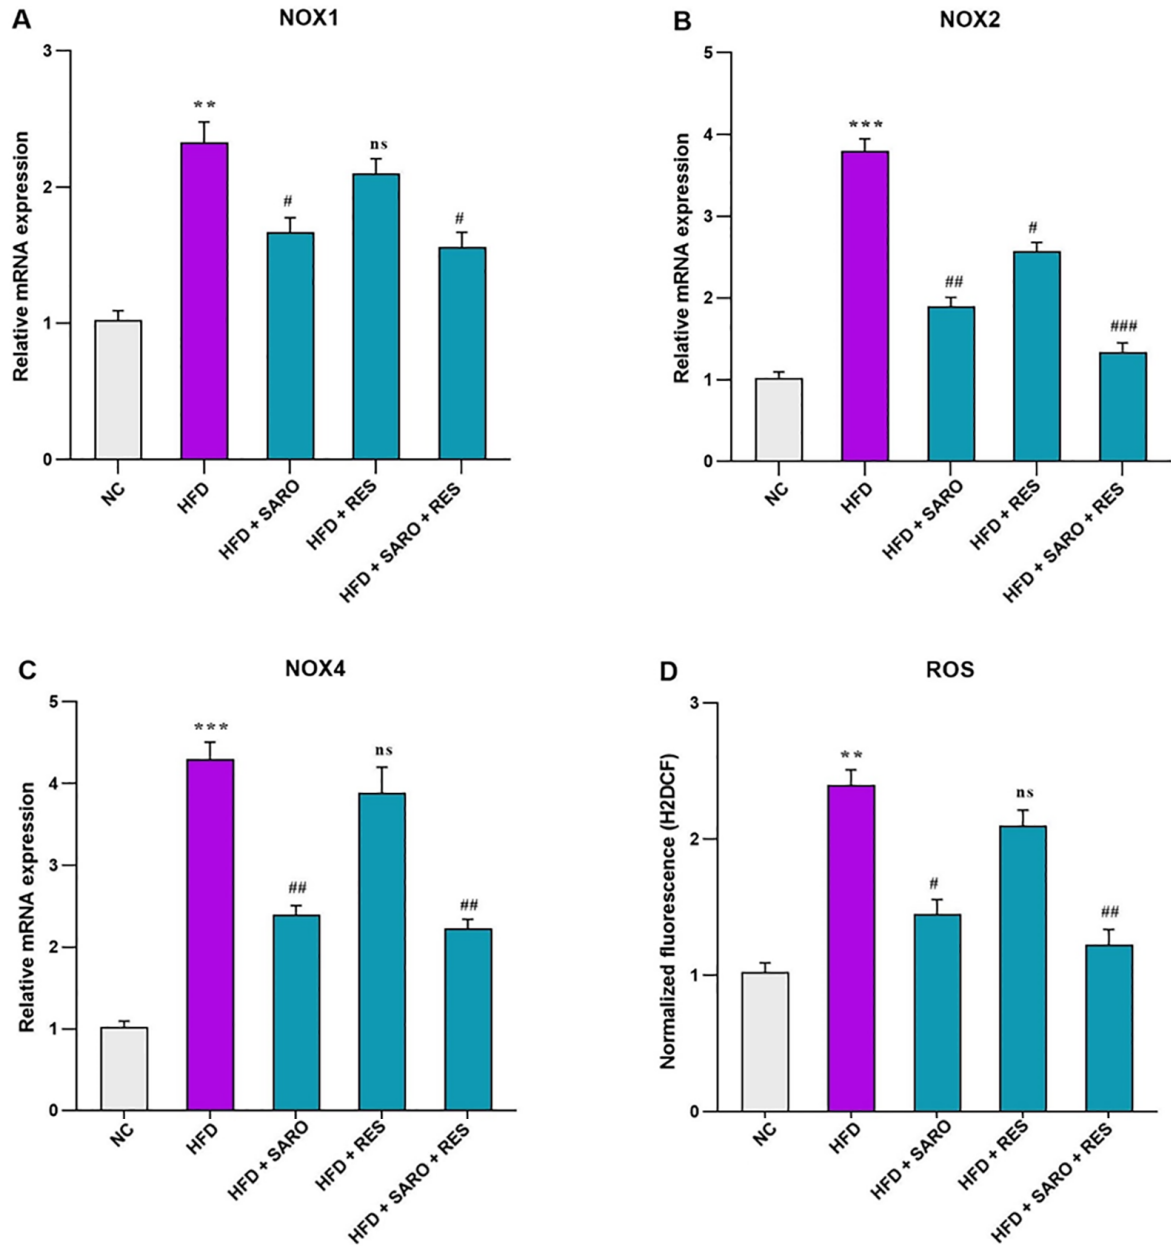 A
NOX1
Relative mRNA expression
3
2
1
0
**
#
ns
#
NC
HFD
HFD + SARO
HFD + RES
HFD + SARO + RES
B
NOX2
Relative mRNA expression
5
4
3
2
1
0
***
##
#
###
NC
HFD
HFD + SARO
HFD + RES
HFD + SARO + RES
C
NOX4
Relative mRNA expression
5
4
3
2
1
0
***
##
ns
##
NC
HFD
HFD + SARO
HFD + RES
HFD + SARO + RES
D
ROS
Normalized fluorescence (H2DCF)
3
2
1
0
**
#
ns
##
NC
HFD
HFD + SARO
HFD + RES
HFD + SARO + RES